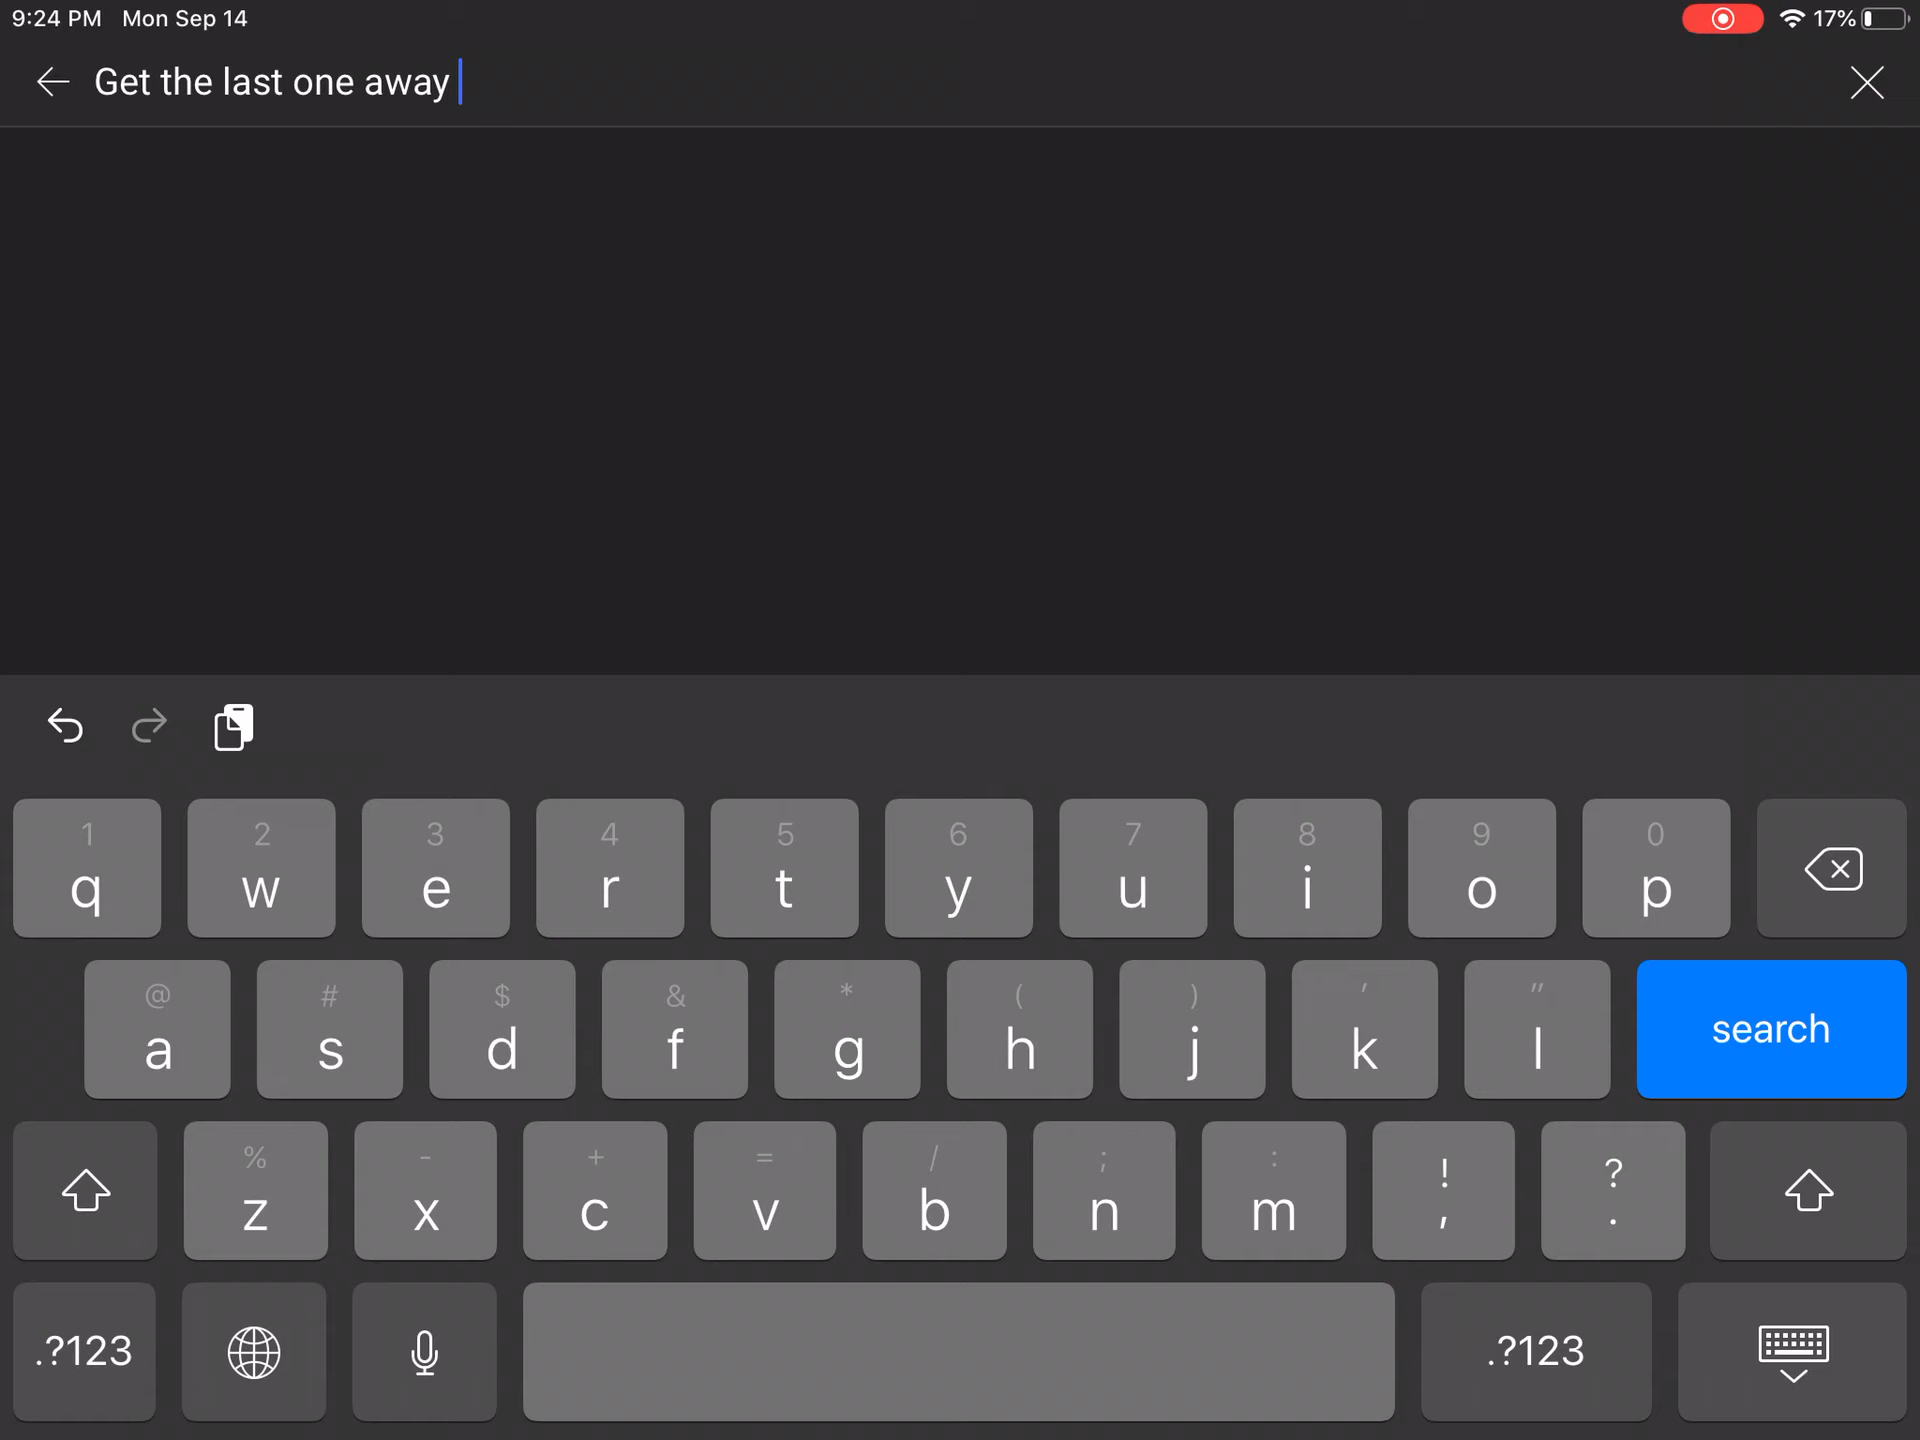 9:24 PM Mon Sep 14
17%
Get the last one away
1 2 3 4 5 6 7 8 9 0
q w e r t y u i o p
@ # $ & * ( ) ' "
a s d f g h j k l search
% - + = / ; : ! ?
z x c v b n m , .
.?123 .?123